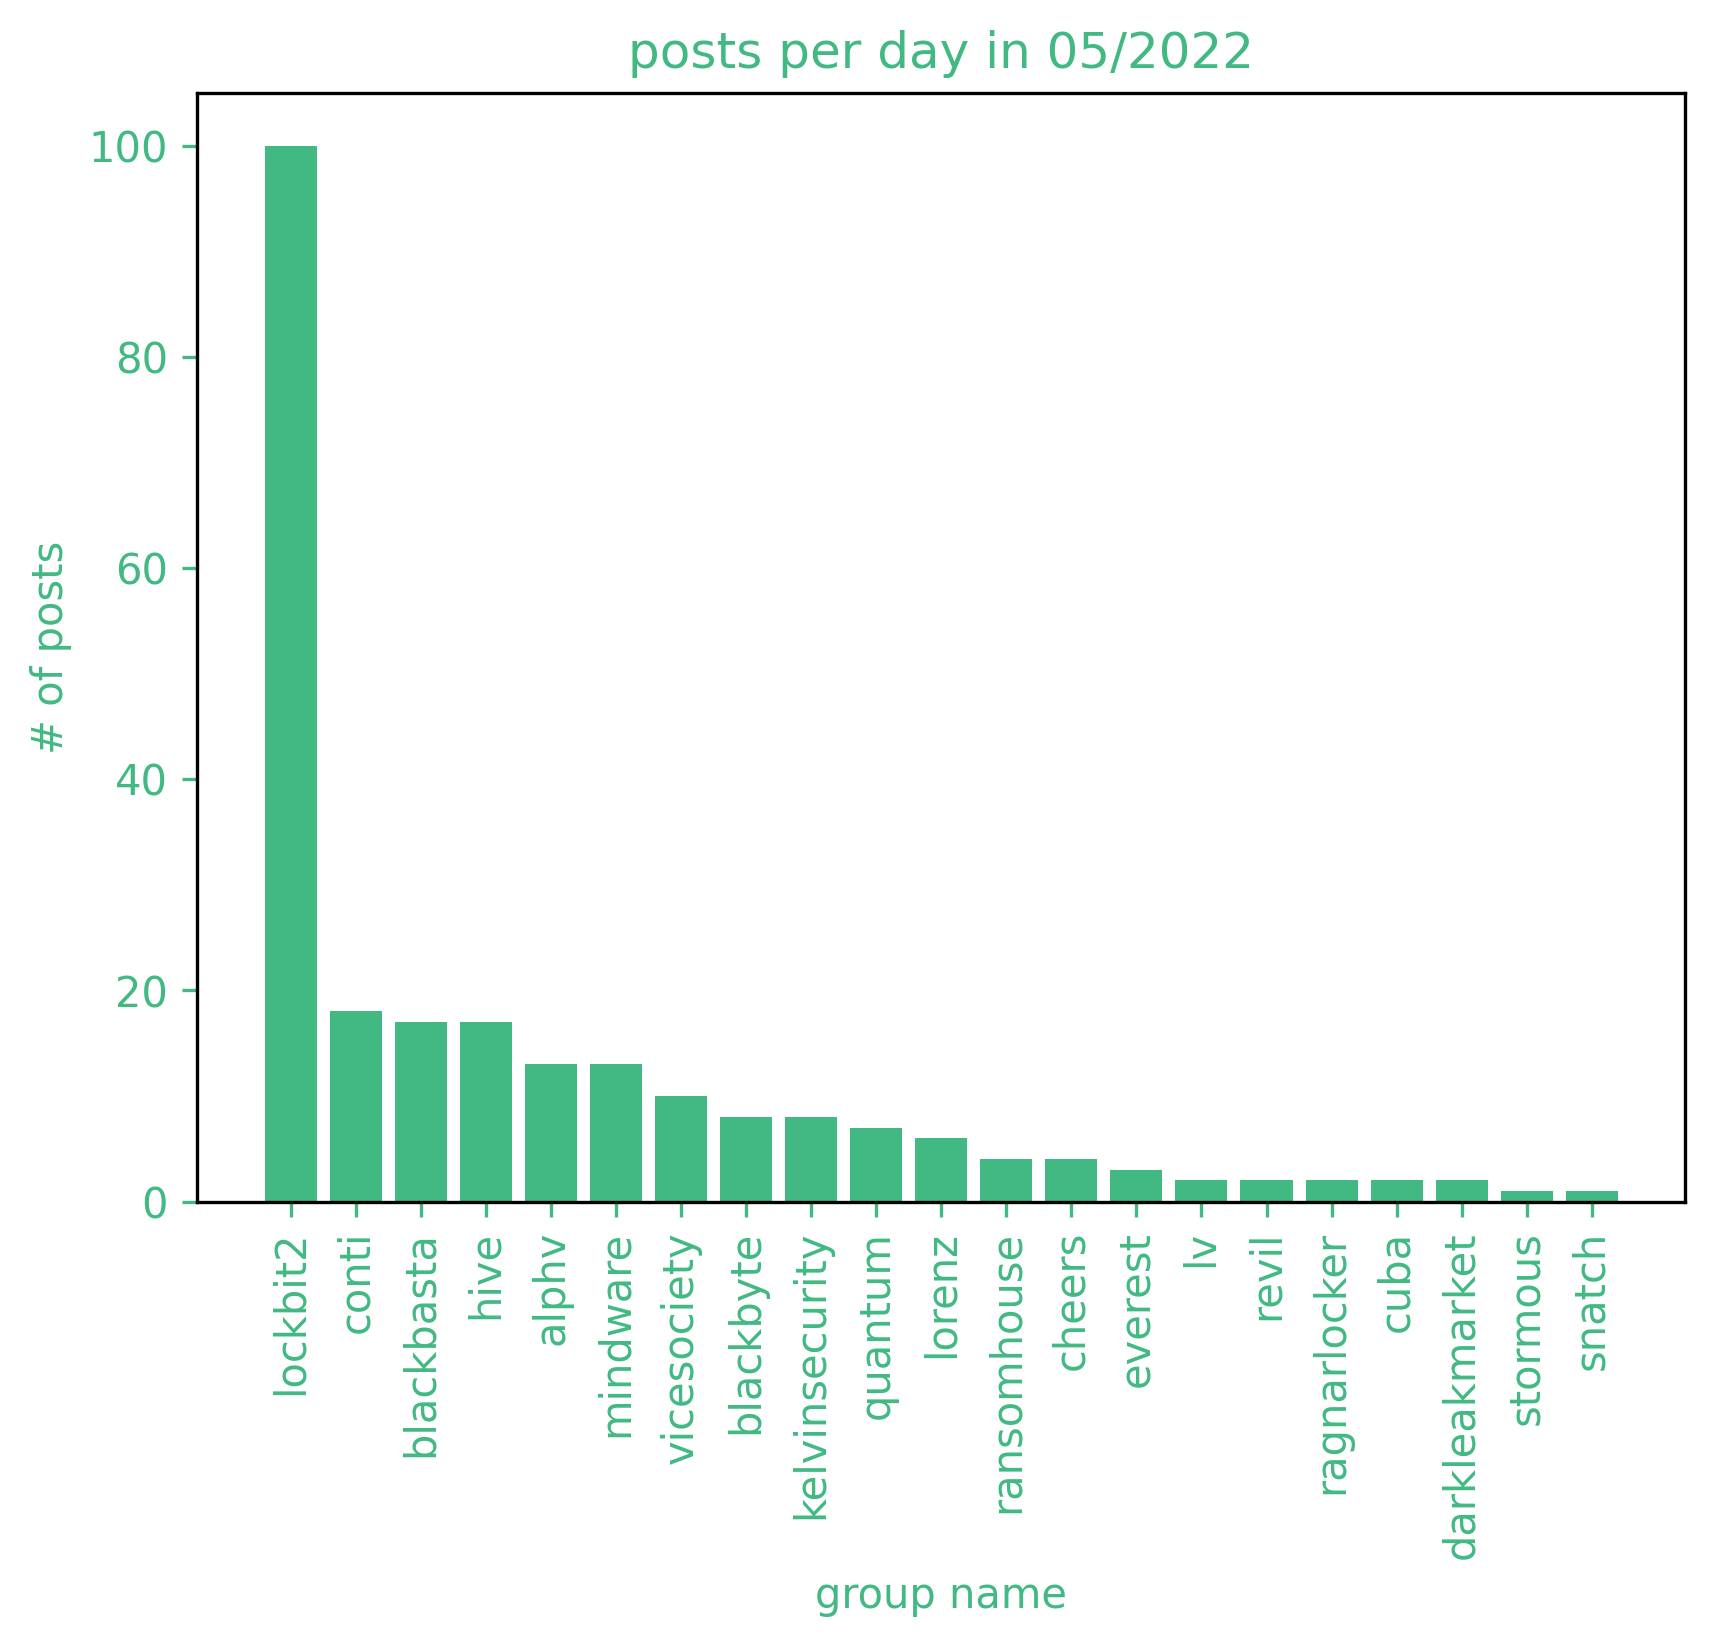 posts per day in 05/2022
# of posts
100
80
60
40
20
0
lockbit2
conti
blackbasta
hive
alphv
mindware
vicesociety
blackbyte
kelvinsecurity
quantum
lorenz
ransomhouse
cheers
everest
lv
revil
ragnarlocker
cuba
darkleakmarket
stormous
snatch
group name